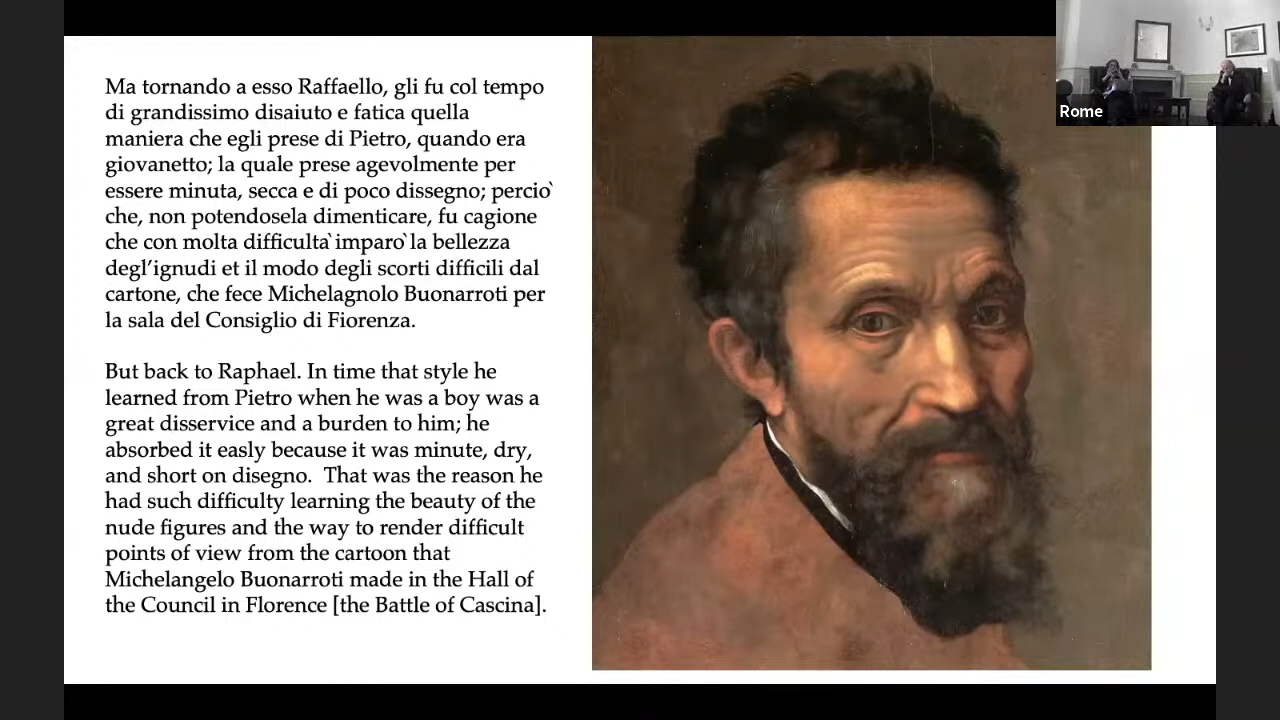 Ma tornando a esso Raffaello, gli fu col tempo
di grandissimo disaiuto e fatica quella
maniera che egli prese di Pietro, quando era
giovanetto; la quale prese agevolmente per
essere minuta, secca e di poco dissegno; percio`
che, non potendosela dimenticare, fu cagione
che con molta difficulta` imparo` la bellezza
degl’ignudi et il modo degli scorti difficili dal
cartone, che fece Michelagnolo Buonarroti per
la sala del Consiglio di Fiorenza.
But back to Raphael. In time that style he
learned from Pietro when he was a boy was a
great disservice and a burden to him; he
absorbed it easly because it was minute, dry,
and short on disegno.  That was the reason he
had such difficulty learning the beauty of the
nude figures and the way to render difficult
points of view from the cartoon that
Michelangelo Buonarroti made in the Hall of
the Council in Florence [the Battle of Cascina].
Rome